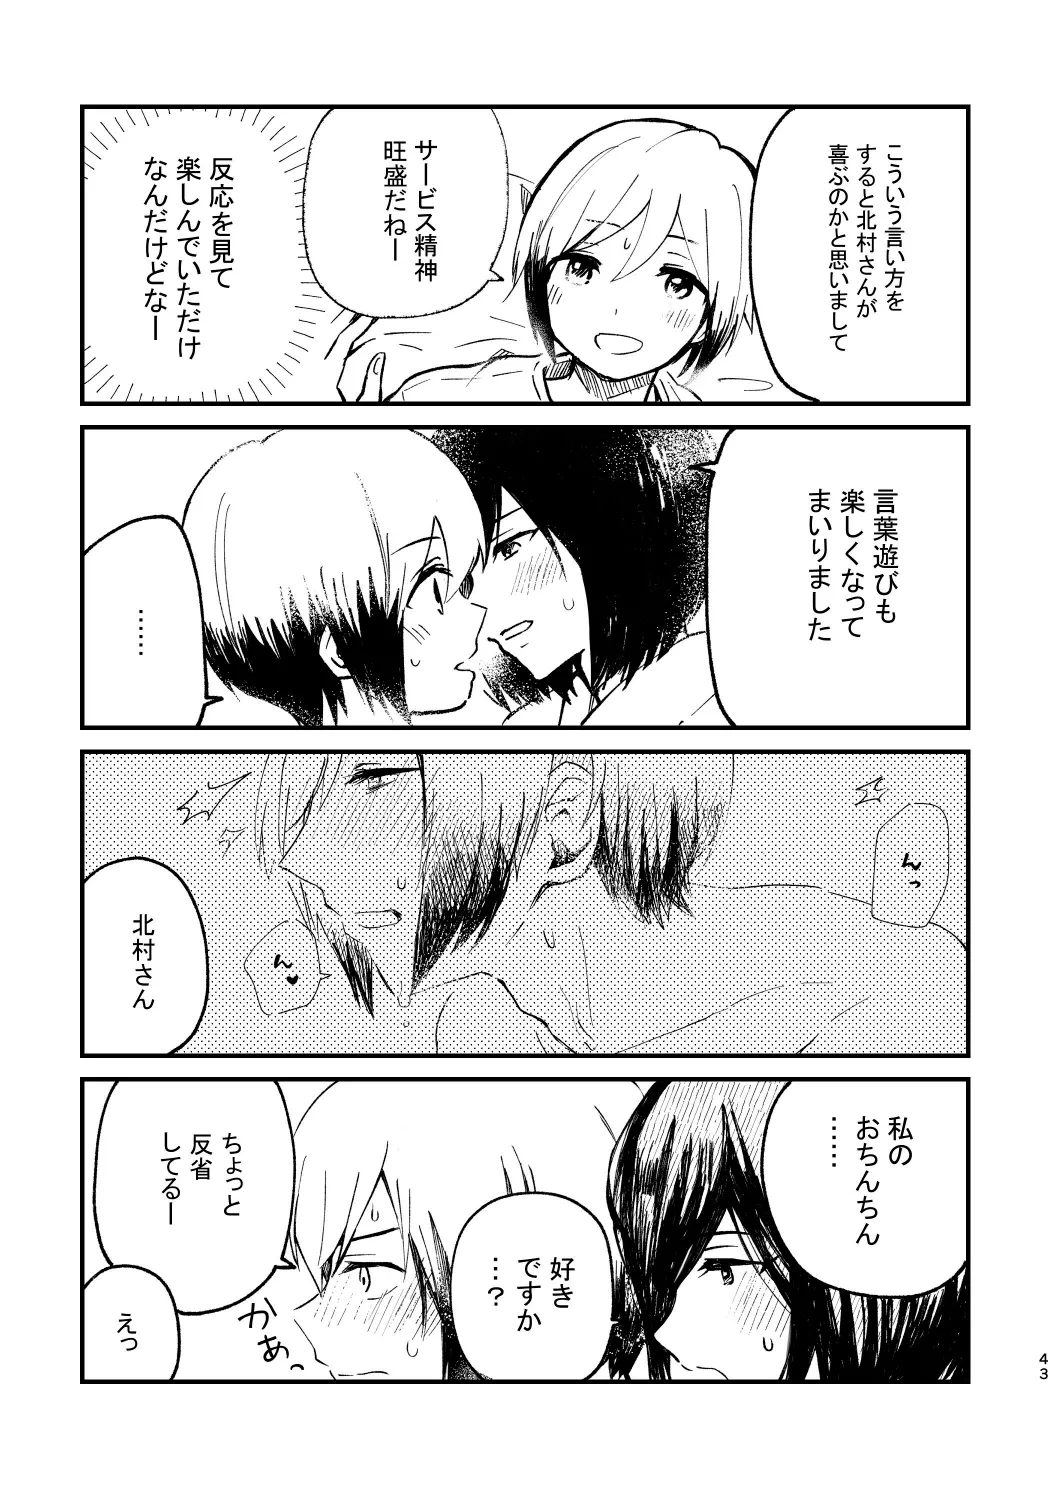 こういう言い方を
すると北村さんが
喜ぶのかと思いまして
サービス精神
旺盛だねー
反応を見て
楽しんでいただけ
なんだけどなー
言葉遊びも
楽しくなって
まいりました
……
んっ
ん♥
北村さん
私の
おちんちん
……
好き
ですか
…?
ちょっと
反省
してるー
かあっ
えっ
43